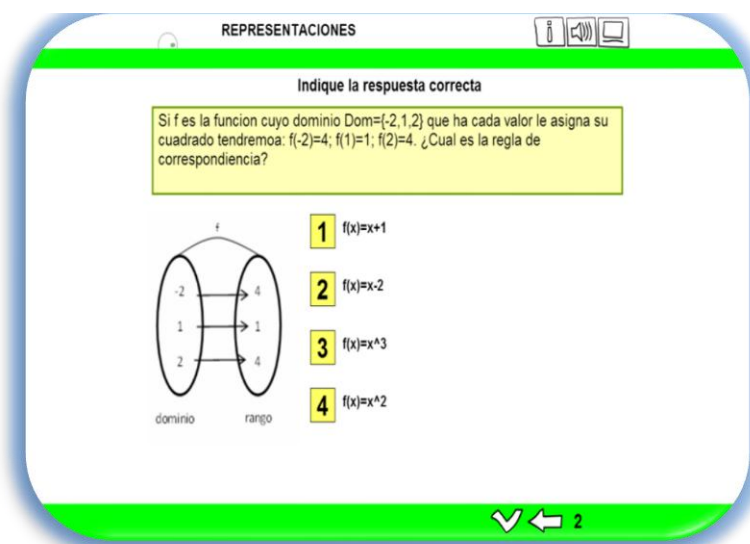 REPRESENTACIONES
Indique la respuesta correcta
Si f es la funcion cuyo dominio Dom={-2,1,2} que ha cada valor le asigna su
cuadrado tendremoa: f(-2)=4; f(1)=1; f(2)=4. ¿Cual es la regla de
correspondiencia?
f
-2 4
1 1
2 4
dominio rango
1 f(x)=x+1
2 f(x)=x-2
3 f(x)=x^3
4 f(x)=x^2
2